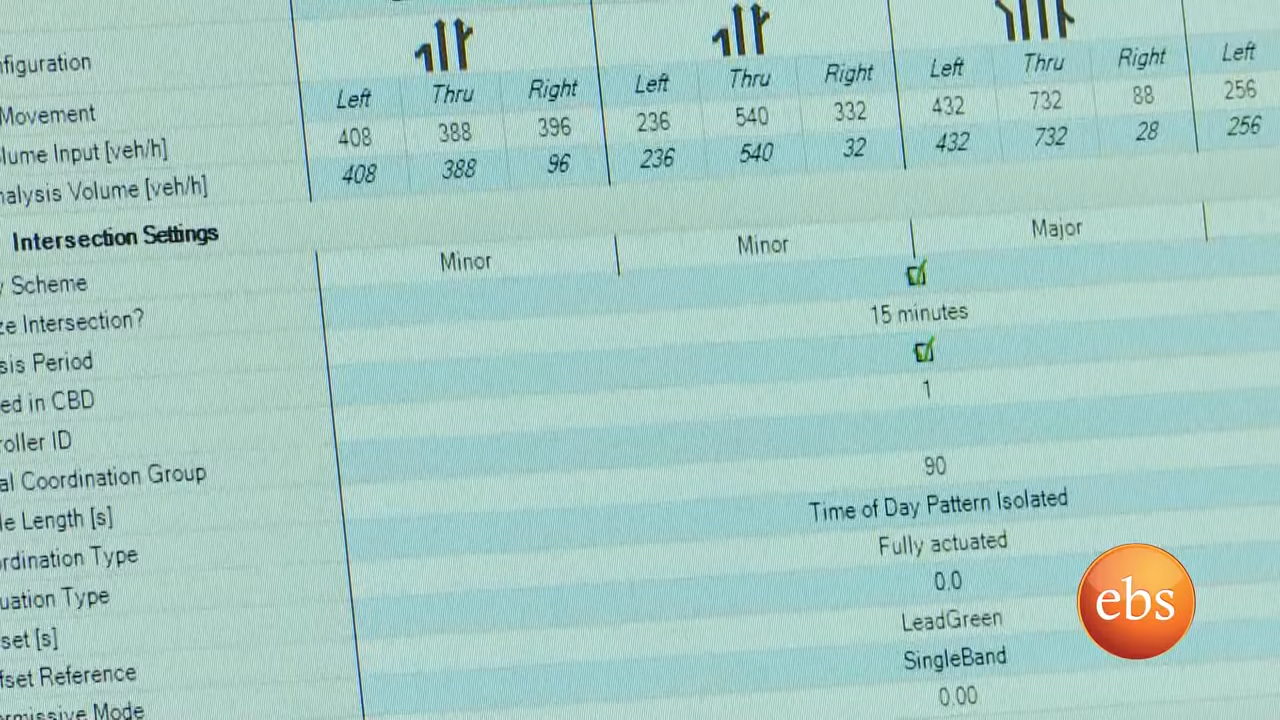 figuration
Movement Left Thru Right Left Thru Right Left Thru Right Left
lume Input [veh/h] 408 388 396 236 540 332 432 732 88 256
nalysis Volume [veh/h] 408 388 96 236 540 32 432 732 28 256
Intersection Settings
y Scheme Minor Minor Major
ze Intersection?
sis Period 15 minutes
ed in CBD
roller ID 1
al Coordination Group
le Length [s] 90
ordination Type Time of Day Pattern Isolated
uation Type Fully actuated
set [s] 0.0
fset Reference LeadGreen
ermissive Mode SingleBand
0.00
ebs